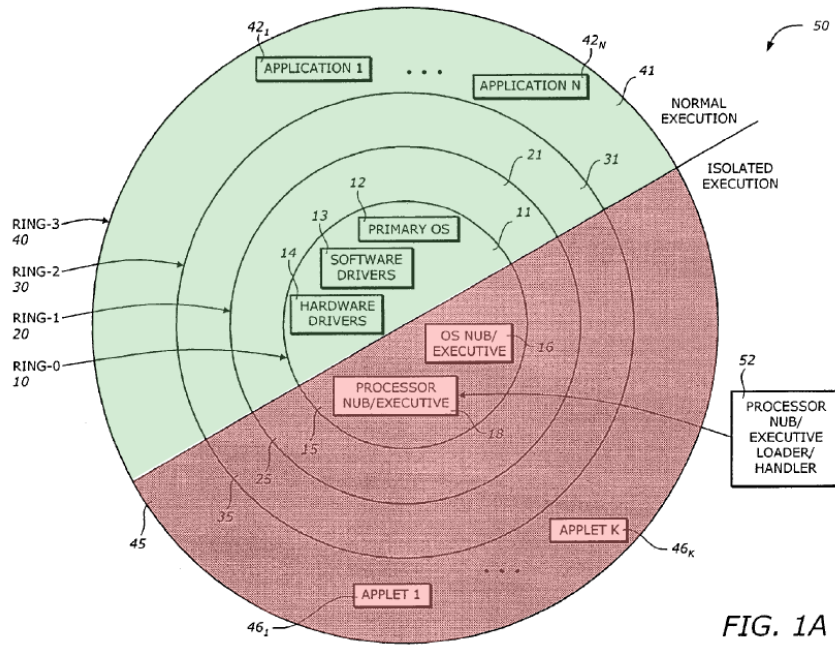 50
42₁
42_N
APPLICATION 1
• • •
APPLICATION N
41
NORMAL
EXECUTION
ISOLATED
EXECUTION
21
31
12
11
PRIMARY OS
13
SOFTWARE
DRIVERS
14
HARDWARE
DRIVERS
RING-3
40
RING-2
30
RING-1
20
RING-0
10
OS NUB/
EXECUTIVE
16
PROCESSOR
NUB/EXECUTIVE
18
15
25
35
45
52
PROCESSOR
NUB/
EXECUTIVE
LOADER/
HANDLER
APPLET K
46_K
• • •
APPLET 1
46₁
FIG. 1A